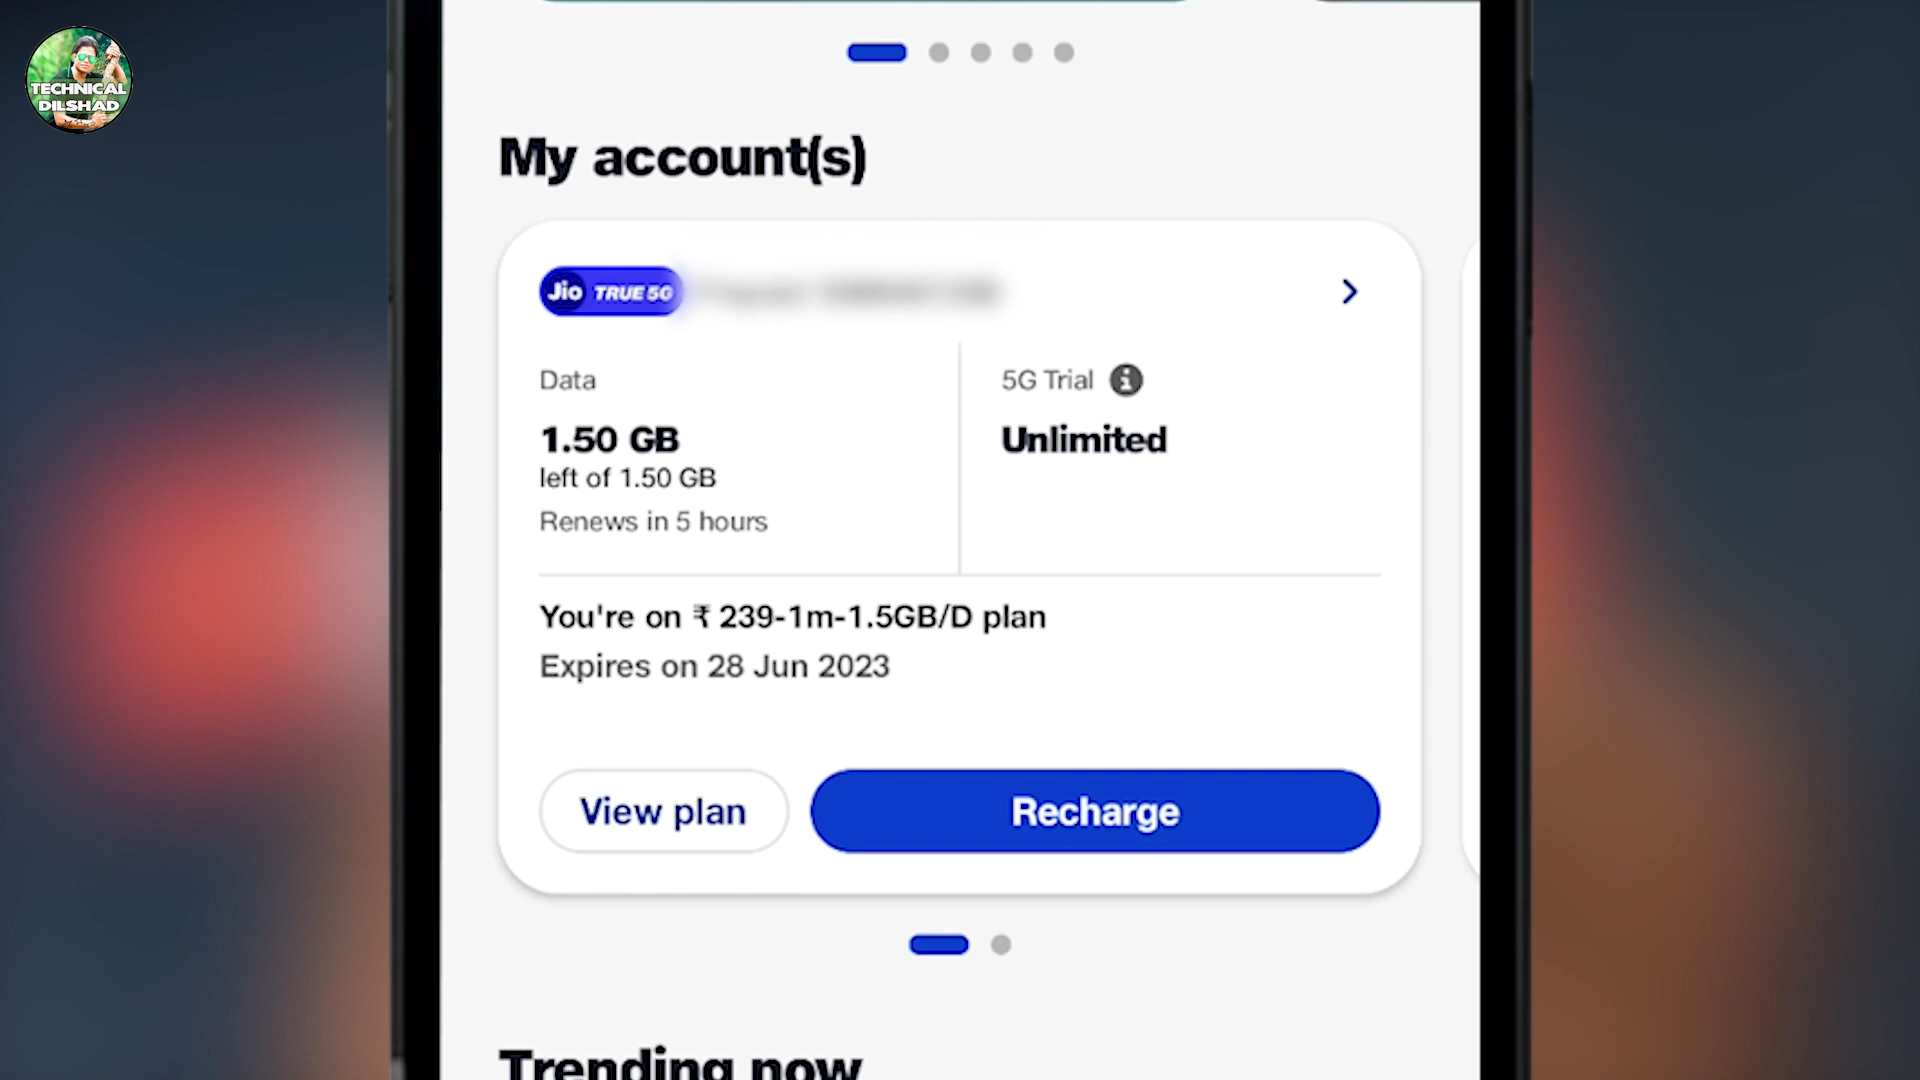 TECHNICAL
DILSHAD
My account(s)
Jio TRUE 5G
Data
1.50 GB
left of 1.50 GB
Renews in 5 hours
5G Trial
Unlimited
You're on ₹ 239-1m-1.5GB/D plan
Expires on 28 Jun 2023
View plan
Recharge
Trending now